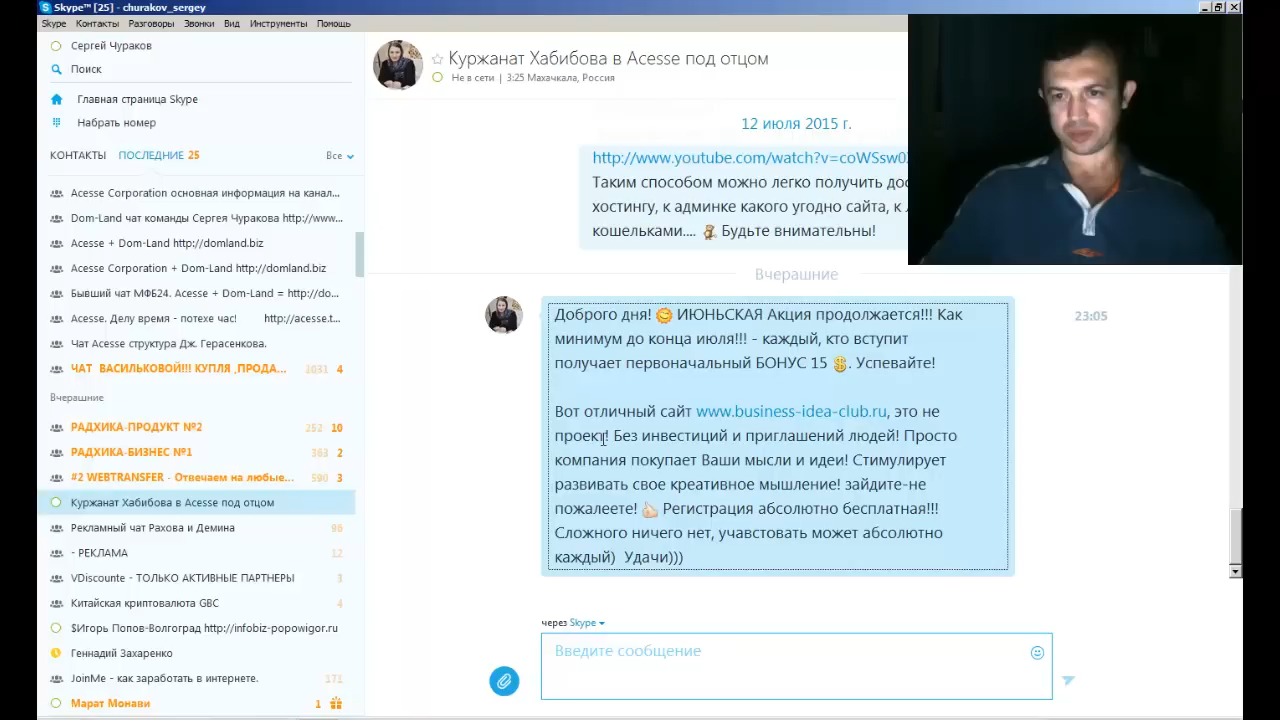 Skype™ [25] - churakov_sergey
Skype Контакты Разговоры Звонки Вид Инструменты Помощь
Сергей Чураков
Поиск
Главная страница Skype
Набрать номер
КОНТАКТЫ ПОСЛЕДНИЕ 25 Все
Acesse Corporation основная информация на канал...
Dom-Land чат команды Сергея Чуракова http://www...
Acesse + Dom-Land http://domland.biz
Acesse Corporation + Dom-Land http://domland.biz
Бывший чат МФБ24. Acesse + Dom-Land = http://do...
Acesse. Делу время - потехе час! http://acesse.t...
Чат Acesse структура Дж. Герасенкова.
ЧАТ ВАСИЛЬКОВОЙ!!! КУПЛЯ ,ПРОДА... 1031 4
Вчерашние
РАДХИКА-ПРОДУКТ №2 252 10
РАДХИКА-БИЗНЕС №1 363 2
#2 WEBTRANSFER - Отвечаем на любые... 590 3
Куржанат Хабибова в Acesse под отцом
Рекламный чат Рахова и Демина 96
- РЕКЛАМА 12
VDiscounte - ТОЛЬКО АКТИВНЫЕ ПАРТНЕРЫ 3
Китайская криптовалюта GBC 4
$Игорь Попов-Волгоград http://infobiz-popowigor.ru
Геннадий Захаренко
JoinMe - как заработать в интернете. 171
Марат Монави 1
Куржанат Хабибова в Acesse под отцом
Не в сети | 3:25 Махачкала, Россия
12 июля 2015 г.
http://www.youtube.com/watch?v=coWSsw0
Таким способом можно легко получить дос
хостингу, к админке какого угодно сайта, к
кошельками.... Будьте внимательны!
Вчерашние
Доброго дня! ИЮНЬСКАЯ Акция продолжается!!! Как
минимум до конца июля!!! - каждый, кто вступит
получает первоначальный БОНУС 15 $. Успевайте!
23:05
Вот отличный сайт www.business-idea-club.ru, это не
проект! Без инвестиций и приглашений людей! Просто
компания покупает Ваши мысли и идеи! Стимулирует
развивать свое креативное мышление! зайдите-не
пожалеете! Регистрация абсолютно бесплатная!!!
Сложного ничего нет, учавстовать может абсолютно
каждый) Удачи)))
через Skype
Введите сообщение